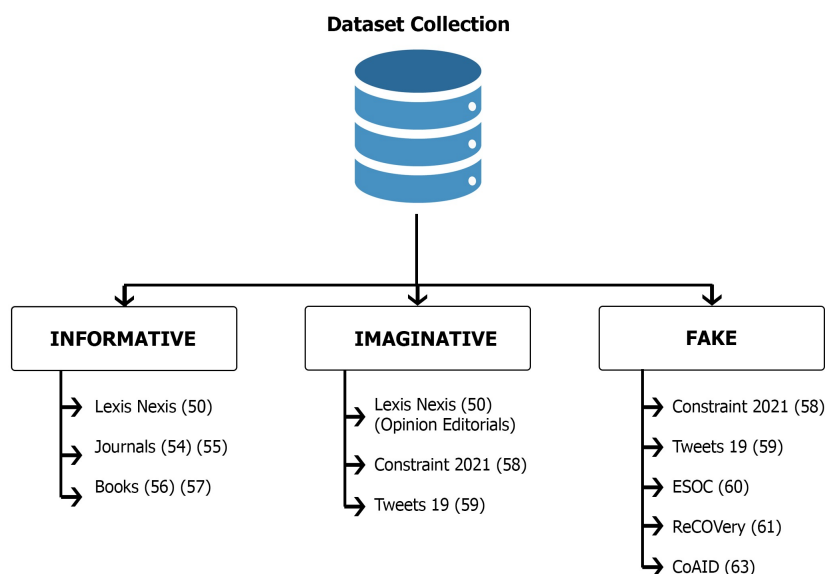 Dataset Collection
INFORMATIVE
Lexis Nexis (50)
Journals (54) (55)
Books (56) (57)
IMAGINATIVE
Lexis Nexis (50)
(Opinion Editorials)
Constraint 2021 (58)
Tweets 19 (59)
FAKE
Constraint 2021 (58)
Tweets 19 (59)
ESOC (60)
ReCOVery (61)
CoAID (63)